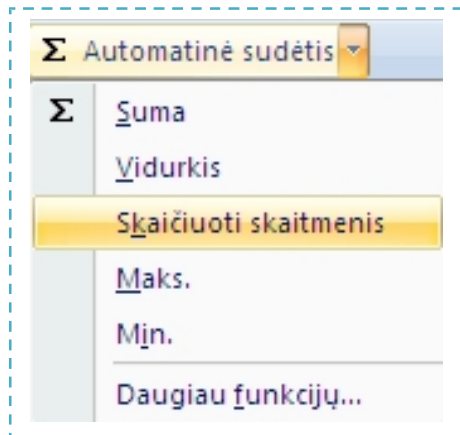 Σ Automatinė sudėtis
Σ Suma
Vidurkis
Skaičiuoti skaitmenis
Maks.
Min.
Daugiau funkcijų...